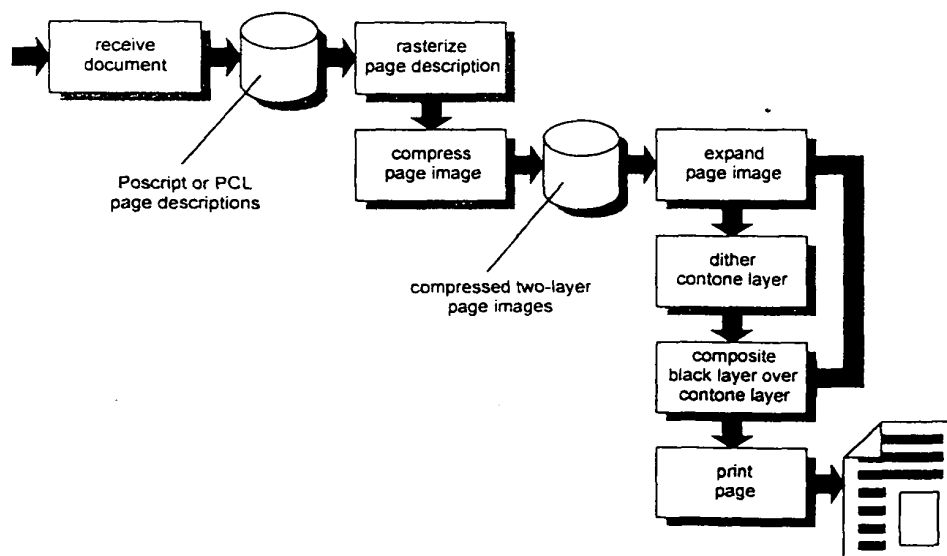 receive
document
rasterize
page description
compress
page image
expand
page image
Poscript or PCL
page descriptions
dither
contone layer
compressed two-layer
page images
composite
black layer over
contone layer
print
page